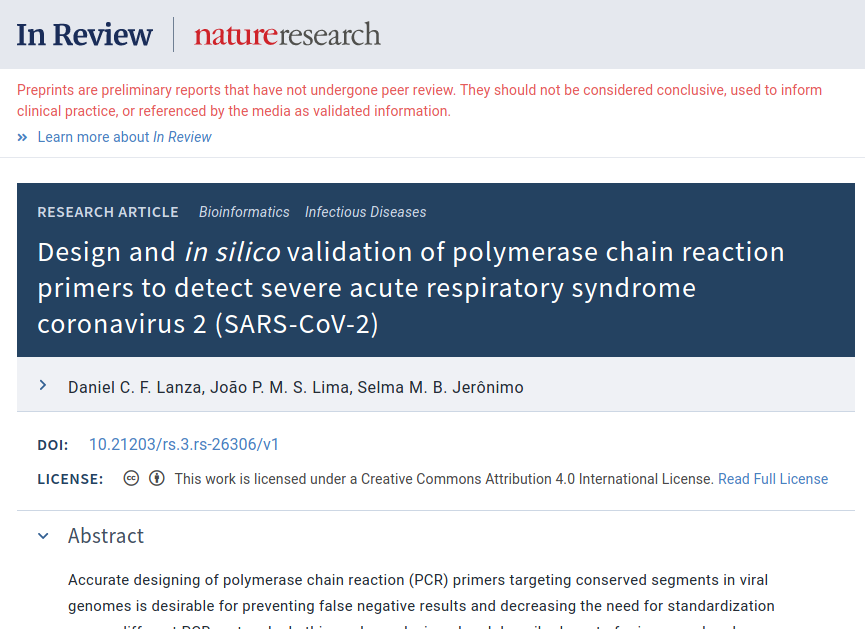 In Review | natureresearch
Preprints are preliminary reports that have not undergone peer review. They should not be considered conclusive, used to inform
clinical practice, or referenced by the media as validated information.
» Learn more about In Review
RESEARCH ARTICLE Bioinformatics Infectious Diseases
Design and in silico validation of polymerase chain reaction
primers to detect severe acute respiratory syndrome
coronavirus 2 (SARS-CoV-2)
Daniel C. F. Lanza, João P. M. S. Lima, Selma M. B. Jerônimo
DOI: 10.21203/rs.3.rs-26306/v1
LICENSE: cc This work is licensed under a Creative Commons Attribution 4.0 International License. Read Full License
Abstract
Accurate designing of polymerase chain reaction (PCR) primers targeting conserved segments in viral
genomes is desirable for preventing false negative results and decreasing the need for standardization